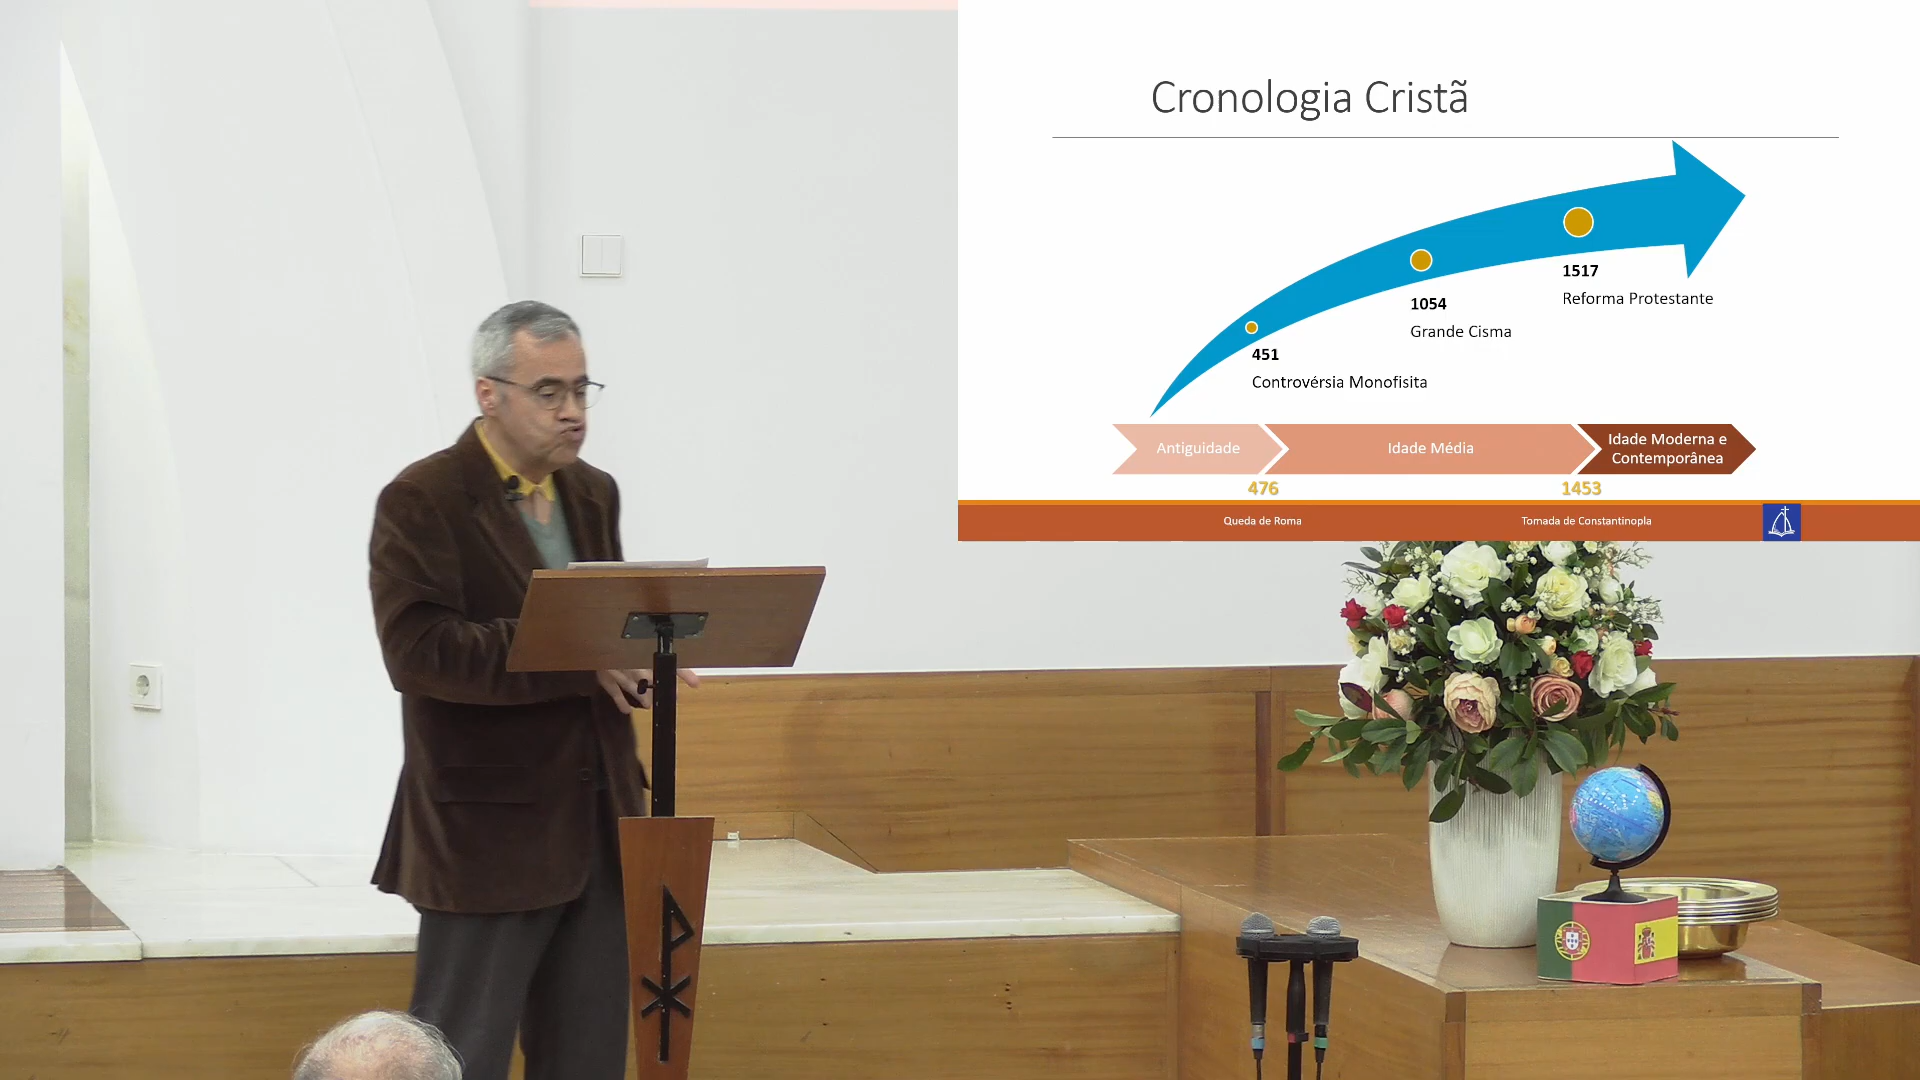 Cronologia Cristã
1517
Reforma Protestante
1054
Grande Cisma
451
Controvérsia Monofisita
Antiguidade
Idade Média
Idade Moderna e
Contemporânea
476
1453
Queda de Roma
Tomada de Constantinopla